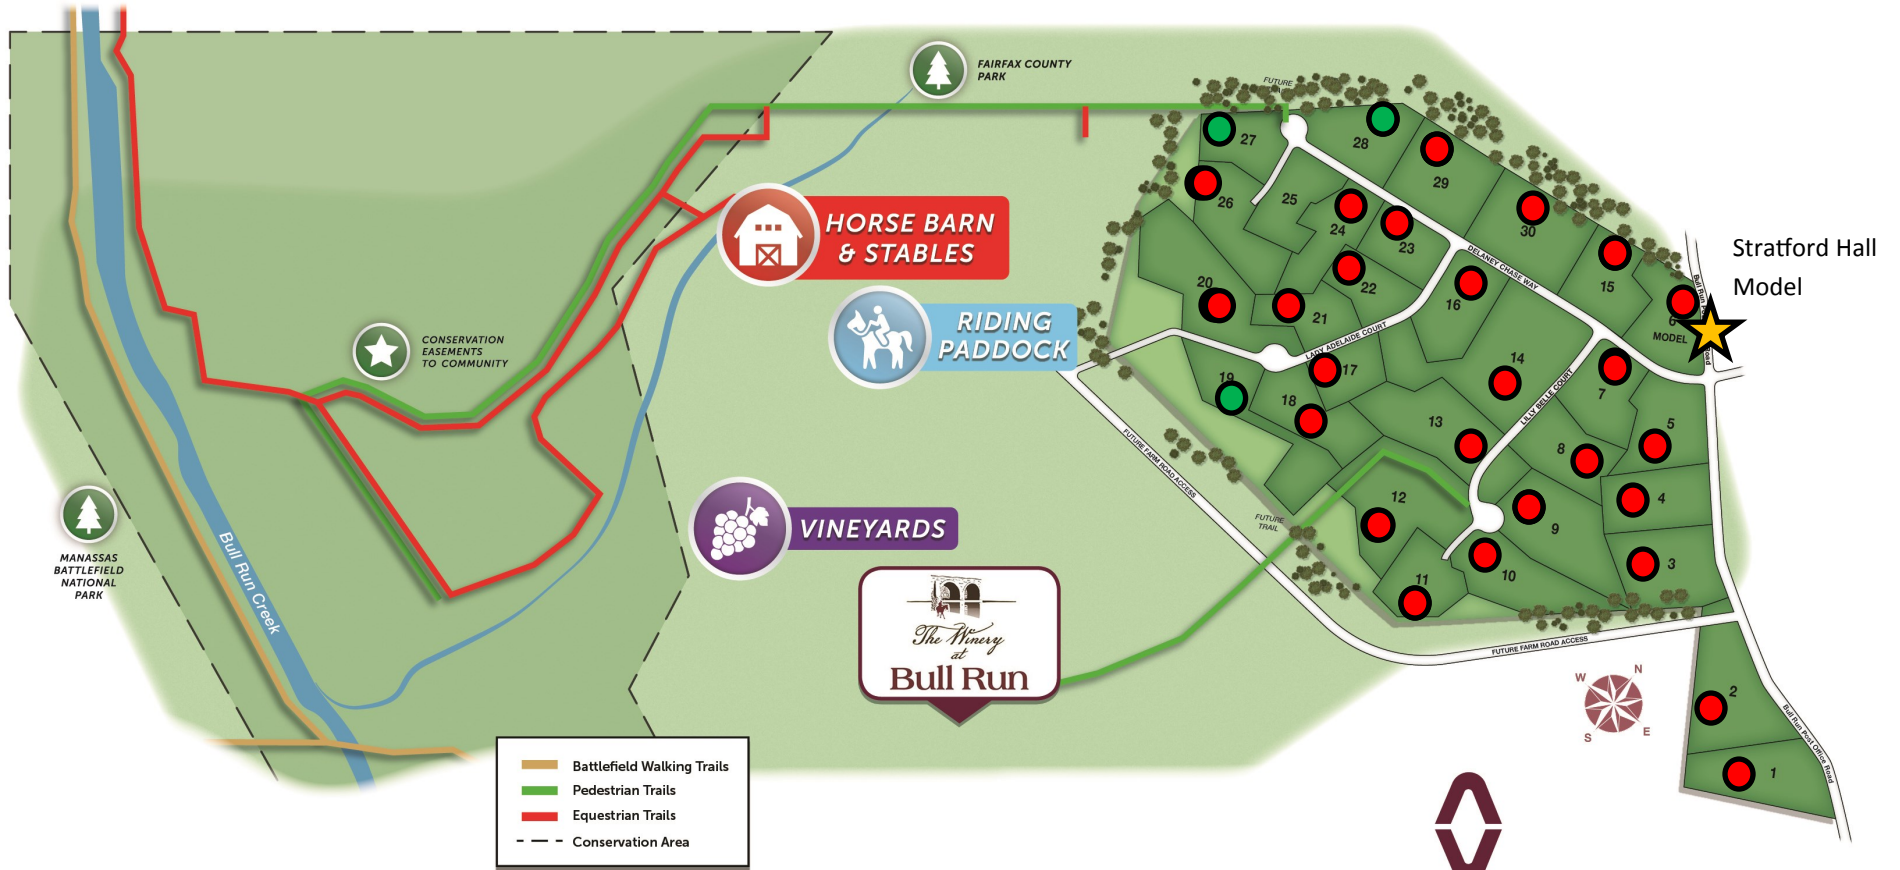 FAIRFAX COUNTY
PARK
FUTURE
27
28
29
26
25
24
23
30
22
20
21
16
15
6
MODEL
DELANEY CHASE WAY
Bull Run P
Road
Stratford Hall
Model
HORSE BARN
& STABLES
RIDING
PADDOCK
LADY ADELAIDE COURT
CONSERVATION
EASEMENTS
TO COMMUNITY
19
17
18
14
13
7
5
8
4
LILLY BELLE COURT
12
9
3
10
11
FUTURE FARM ROAD ACCESS
FUTURE
TRAIL
VINEYARDS
MANASSAS
BATTLEFIELD
NATIONAL
PARK
Bull Run Creek
The Winery
at
Bull Run
FUTURE FARM ROAD ACCESS
N
W
S
E
2
1
Bull Run Post Office Road
Battlefield Walking Trails
Pedestrian Trails
Equestrian Trails
Conservation Area